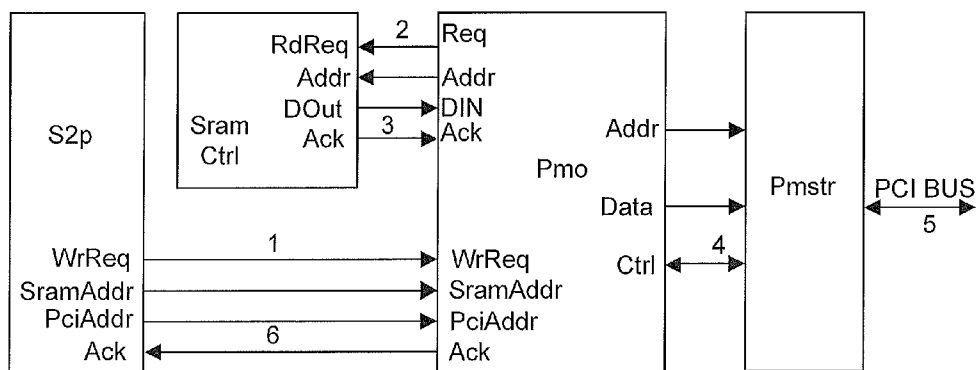 S2p
WrReq
SramAddr
PciAddr
Ack
1
6
Sram
Ctrl
RdReq
Addr
DOut
Ack
2
3
Req
Addr
DIN
Ack
Pmo
WrReq
SramAddr
PciAddr
Ack
Addr
Data
Ctrl
4
Pmstr
PCI BUS
5